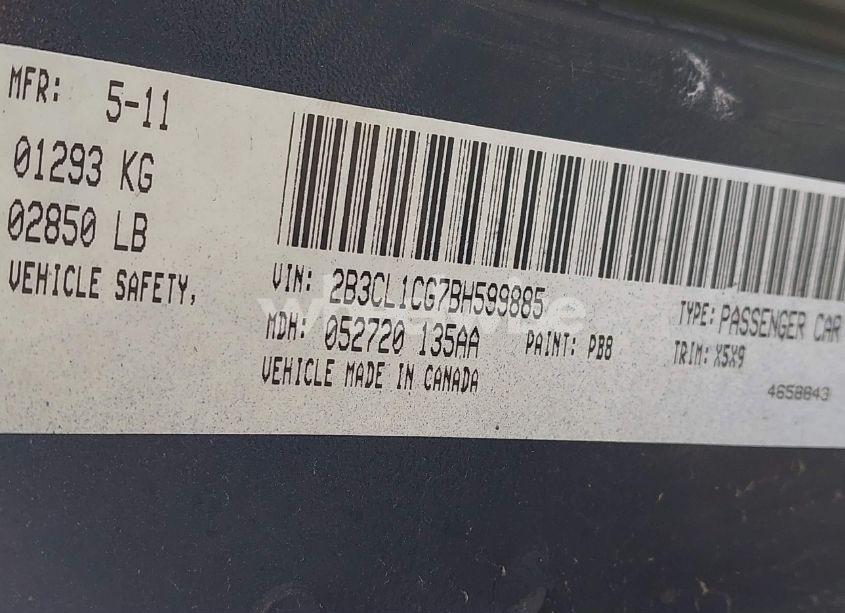 MFR: 5-11
01293 KG
02850 LB
VEHICLE SAFETY,
VIN: 2B3CL1CG7BH599885
MDH: 052720 135AA
VEHICLE MADE IN CANADA
PAINT: PB8
TYPE: PASSENGER CAR
TRIM: X5X9
4658843